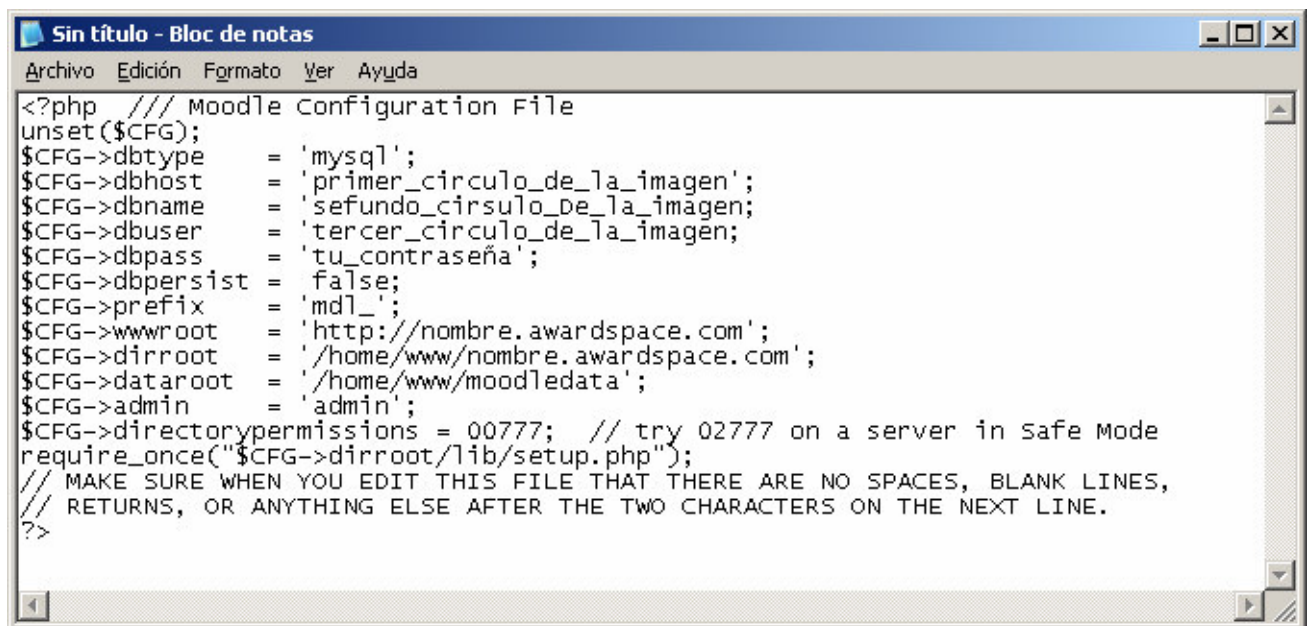 Sin título - Bloc de notas
Archivo Edición Formato Ver Ayuda
<?php  /// Moodle Configuration File
unset($CFG);
$CFG->dbtype    = 'mysql';
$CFG->dbhost    = 'primer_circulo_de_la_imagen';
$CFG->dbname    = 'sefundo_cirsulo_De_la_imagen;
$CFG->dbuser    = 'tercer_circulo_de_la_imagen;
$CFG->dbpass    = 'tu_contraseña';
$CFG->dbpersist =  false;
$CFG->prefix    = 'mdl_';
$CFG->wwwroot   = 'http://nombre.awardspace.com';
$CFG->dirroot   = '/home/www/nombre.awardspace.com';
$CFG->dataroot  = '/home/www/moodledata';
$CFG->admin     = 'admin';
$CFG->directorypermissions = 00777;  // try 02777 on a server in Safe Mode
require_once("$CFG->dirroot/lib/setup.php");
// MAKE SURE WHEN YOU EDIT THIS FILE THAT THERE ARE NO SPACES, BLANK LINES,
// RETURNS, OR ANYTHING ELSE AFTER THE TWO CHARACTERS ON THE NEXT LINE.
?>